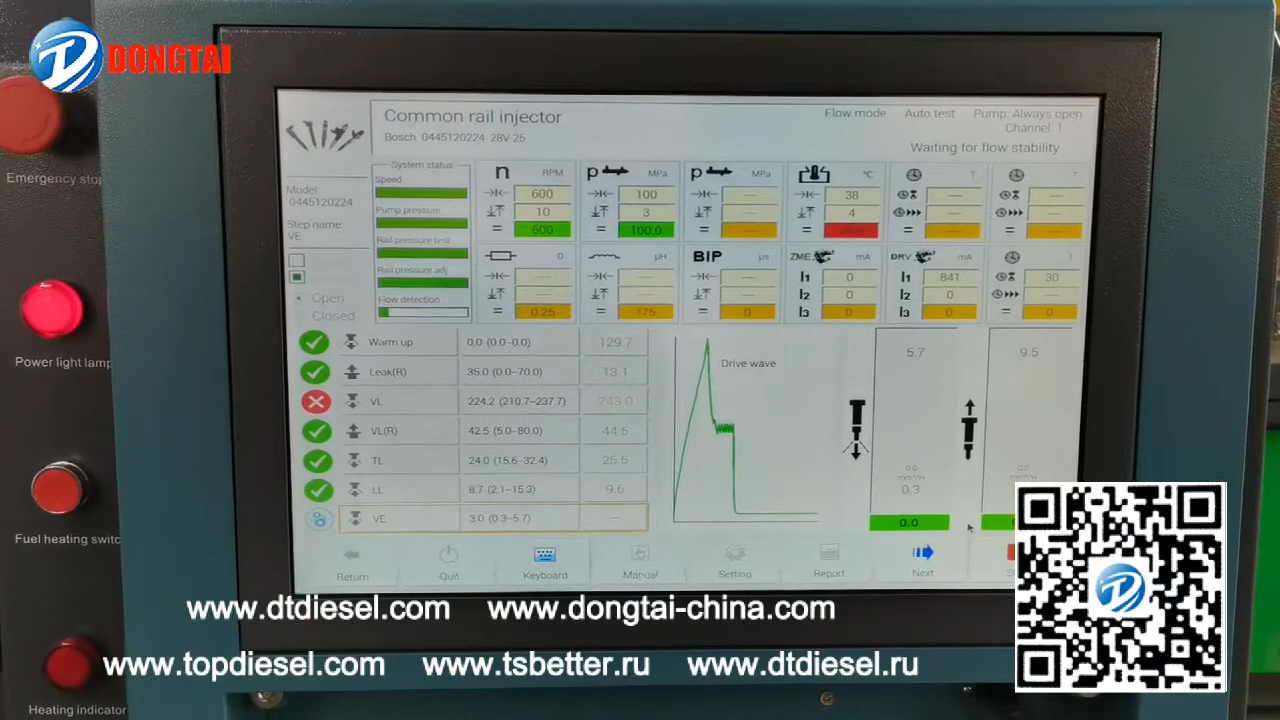 DONGTAI
Common rail injector
Bosch 0445120224 28V-25
Flow mode Auto test Pump: Always open
Channel: 1
Waiting for flow stability
Emergency stop
Power light lamp
Fuel heating switc
Heating indicator
Model:
0445120224
Step name:
VE
Open
Closed
System status
Speed
Pump pressure
Rail pressure test
Rail pressure adj
Flow detection
n RPM
600
10
= 600
p MPa
100
3
= 100.0
p MPa
=
°C
38
4
=
T
=
T
=
Ω
= 0.25
μH
= 175
BIP μs
= 0
ZME mA
I1 0
I2 0
I3 0
DRV mA
I1 841
I2 0
I3 0
T
30
= 0
Warm up 0.0 (0.0-0.0) 129.7
Leak(R) 35.0 (0.0-70.0) 13.1
VL 224.2 (210.7-237.7) 243.0
VL(R) 42.5 (5.0-80.0) 44.5
TL 24.0 (15.6-32.4) 25.5
LL 8.7 (2.1-15.3) 9.6
VE 3.0 (0.3-5.7)
Drive wave
5.7
0.0
mm³/H
0.3
0.0
9.5
0.0
Return Quit Keyboard Manual Setting Report Next
www.dtdiesel.com www.dongtai-china.com
www.topdiesel.com www.tsbetter.ru www.dtdiesel.ru